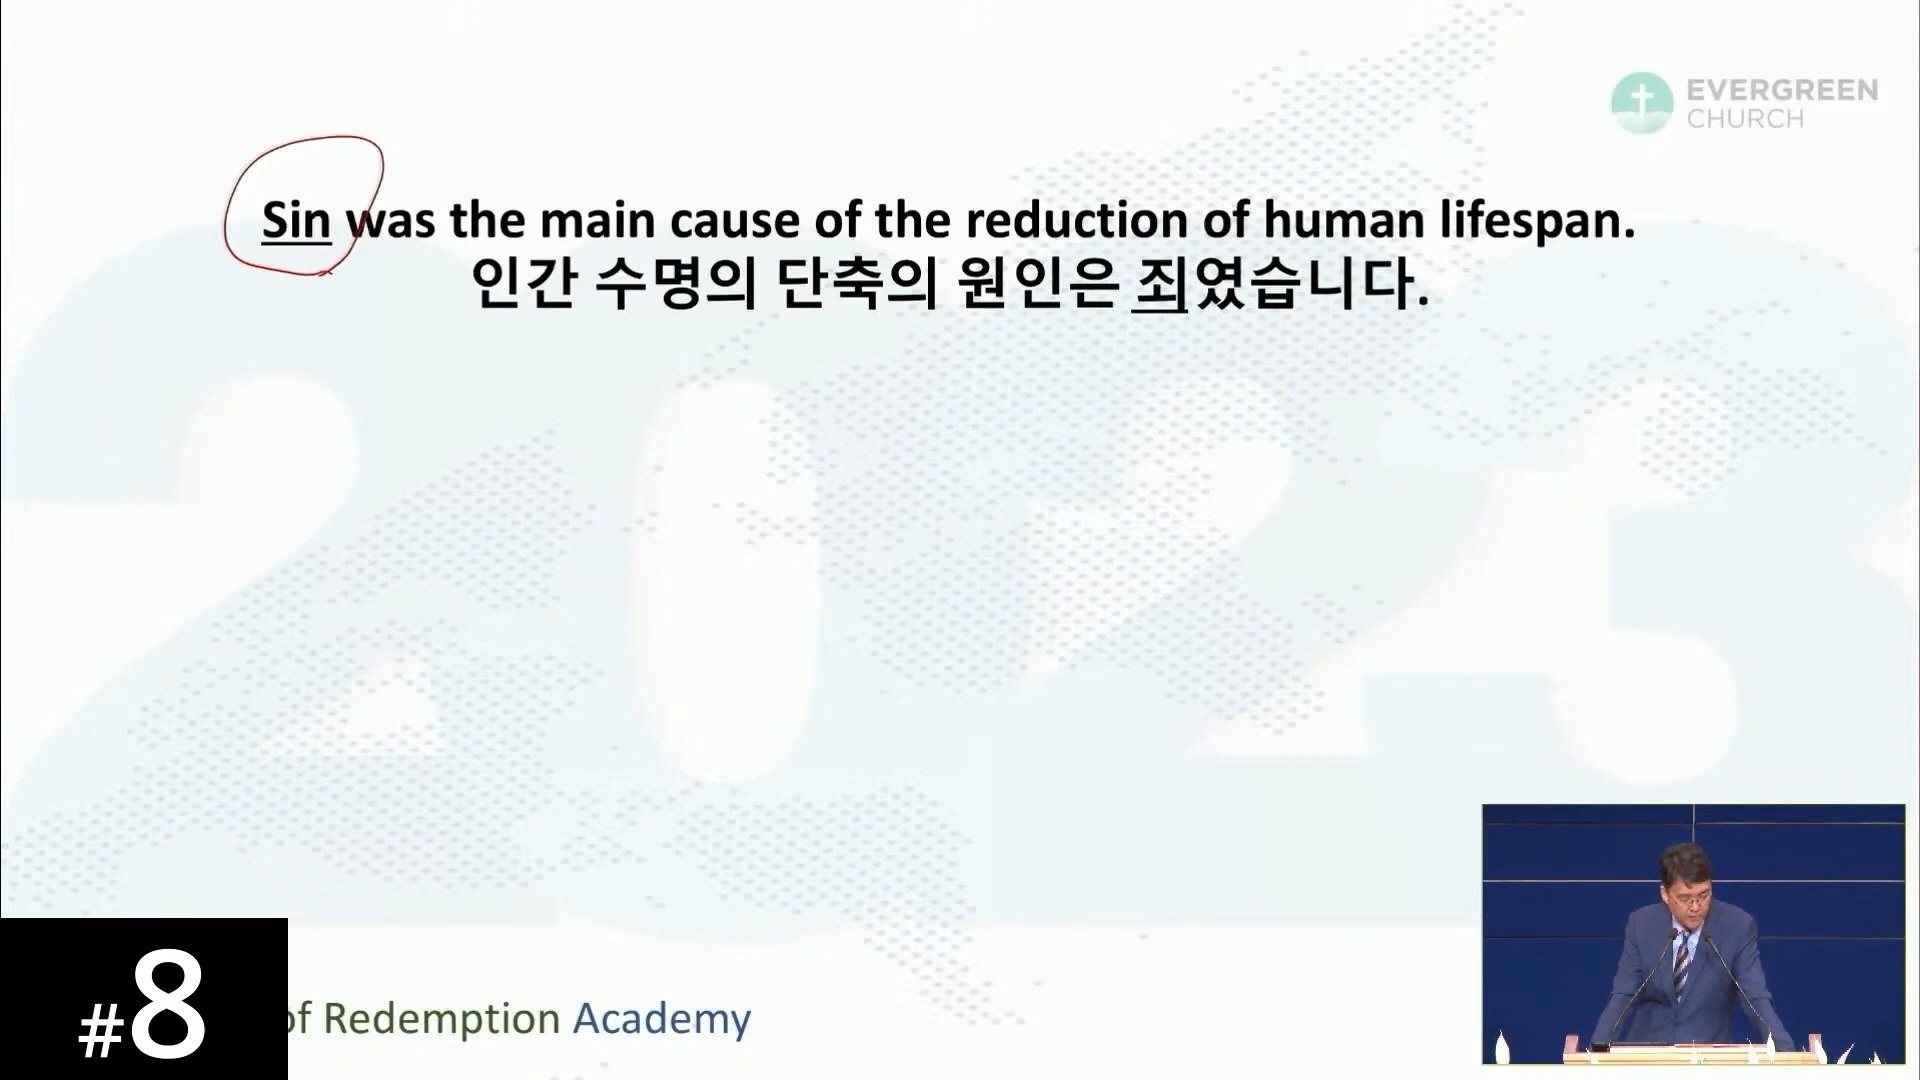 EVERGREEN
CHURCH
Sin was the main cause of the reduction of human lifespan.
인간 수명의 단축의 원인은 죄였습니다.
#8
of Redemption Academy
2023